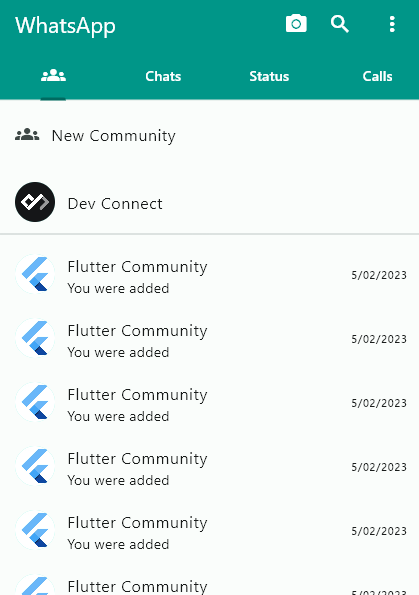 WhatsApp
Chats Status Calls
New Community
Dev Connect
Flutter Community
You were added 5/02/2023
Flutter Community
You were added 5/02/2023
Flutter Community
You were added 5/02/2023
Flutter Community
You were added 5/02/2023
Flutter Community
You were added 5/02/2023
Flutter Community
5/02/2023